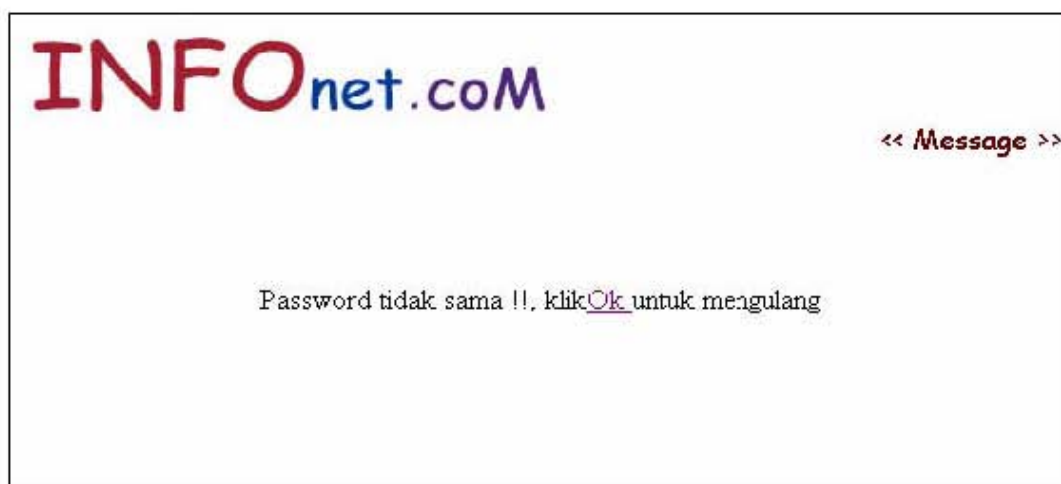 INFOnet.coM
<< Message >>
Password tidak sama !!, klikOk untuk mengulang